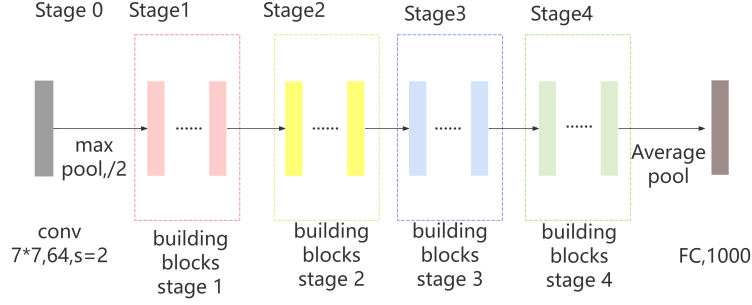 Stage 0
Stage1
Stage2
Stage3
Stage4
......
......
......
......
max
pool,/2
Average
pool
conv
7*7,64,s=2
building
blocks
stage 1
building
blocks
stage 2
building
blocks
stage 3
building
blocks
stage 4
FC,1000